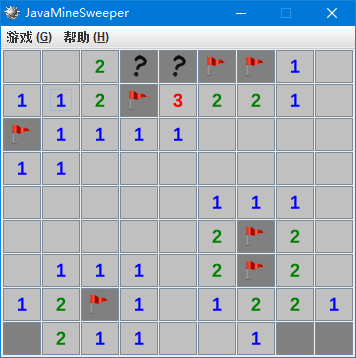 JavaMineSweeper
游戏 (G) 帮助 (H)
2 ? ? 1
1 1 2 3 2 2 1
1 1 1 1
1 1
1 1 1
2 2
1 1 1 2 2
1 2 1 1 2 2 1
2 1 1 1